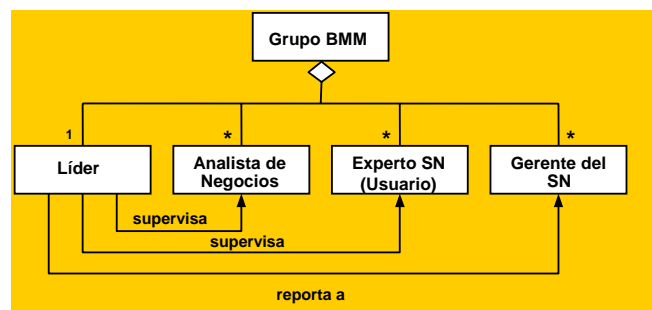 Grupo BMM
1
*
*
*
Líder
Analista de
Negocios
Experto SN
(Usuario)
Gerente del
SN
supervisa
supervisa
reporta a